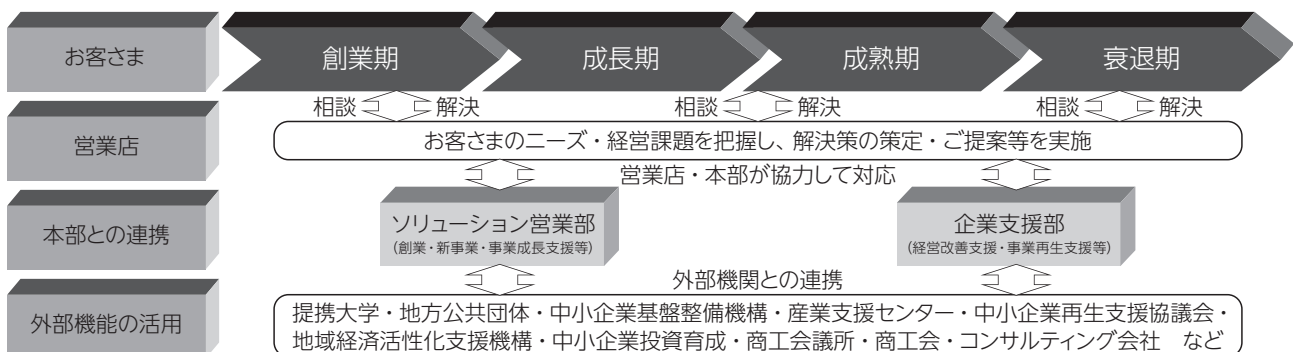 お客さま
創業期
成長期
成熟期
衰退期
相談 解決
相談 解決
相談 解決
営業店
お客さまのニーズ・経営課題を把握し、解決策の策定・ご提案等を実施
営業店・本部が協力して対応
本部との連携
ソリューション営業部
(創業・新事業・事業成長支援等)
企業支援部
(経営改善支援・事業再生支援等)
外部機関との連携
外部機能の活用
提携大学・地方公共団体・中小企業基盤整備機構・産業支援センター・中小企業再生支援協議会・
地域経済活性化支援機構・中小企業投資育成・商工会議所・商工会・コンサルティング会社 など